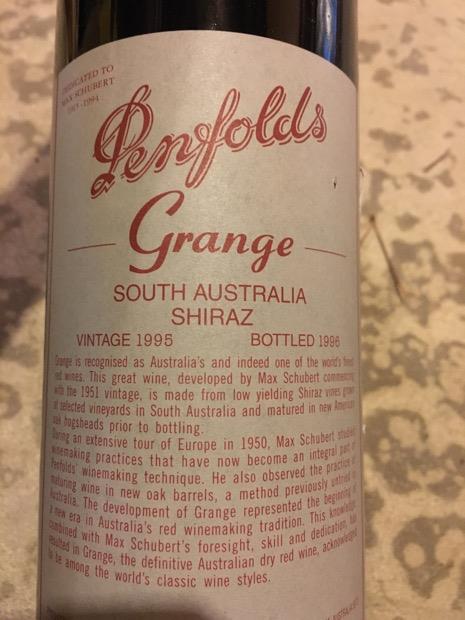 DEDICATED TO
MAX SCHUBERT
1915-1994
Penfolds
Grange
SOUTH AUSTRALIA
SHIRAZ
VINTAGE 1995 BOTTLED 1996
Grange is recognised as Australia's and indeed one of the world's finest
red wines. This great wine, developed by Max Schubert commencing
with the 1951 vintage, is made from low yielding Shiraz vines grown
at selected vineyards in South Australia and matured in new American
oak hogsheads prior to bottling.
During an extensive tour of Europe in 1950, Max Schubert studied
winemaking practices that have now become an integral part of
Penfolds' winemaking technique. He also observed the practice of
maturing wine in new oak barrels, a method previously untried in
Australia. The development of Grange represented the beginning of
a new era in Australia's red winemaking tradition. This knowledge,
combined with Max Schubert's foresight, skill and dedication, has
resulted in Grange, the definitive Australian dry red wine, acknowledged
to be among the world's classic wine styles.